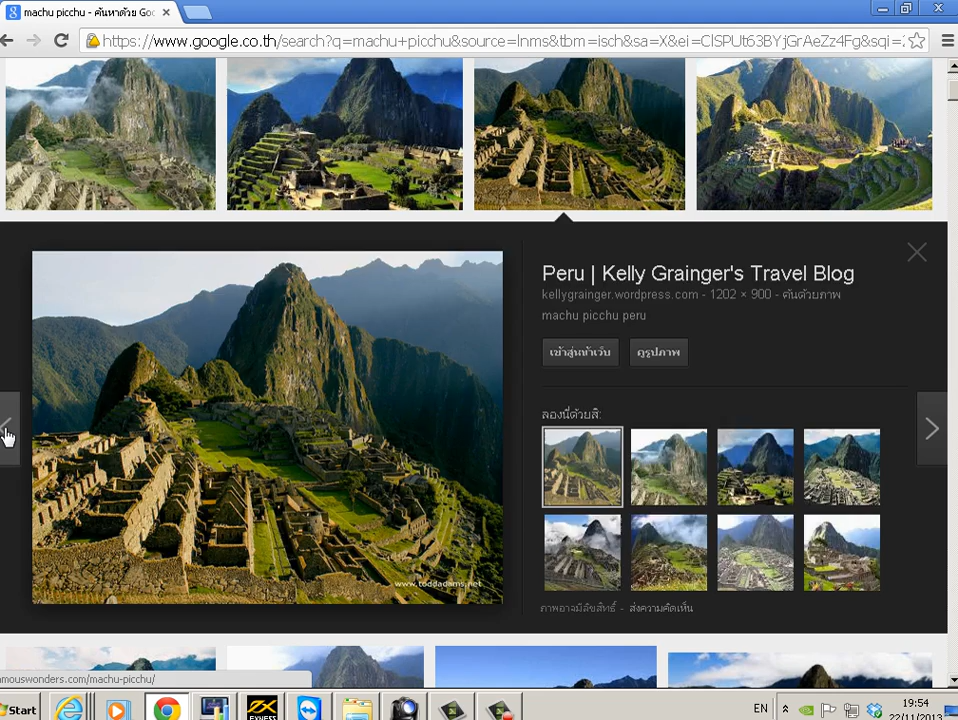 machu picchu - ค้นหาด้วย Goo
https://www.google.co.th/search?q=machu+picchu&source=lnms&tbm=isch&sa=X&ei=ClSPUt63BYjGrAeZz4Fg&sqi=2
Peru | Kelly Grainger's Travel Blog
kellygrainger.wordpress.com - 1202 × 900 - ค้นด้วยภาพ
machu picchu peru
เข้าสู่หน้าเว็บ
ดูรูปภาพ
ลองนี่ด้วยสิ:
www.toddadams.net
ภาพอาจมีลิขสิทธิ์ - ส่งความคิดเห็น
amouswonders.com/machu-picchu/
Start
EN
19:54
22/11/2013